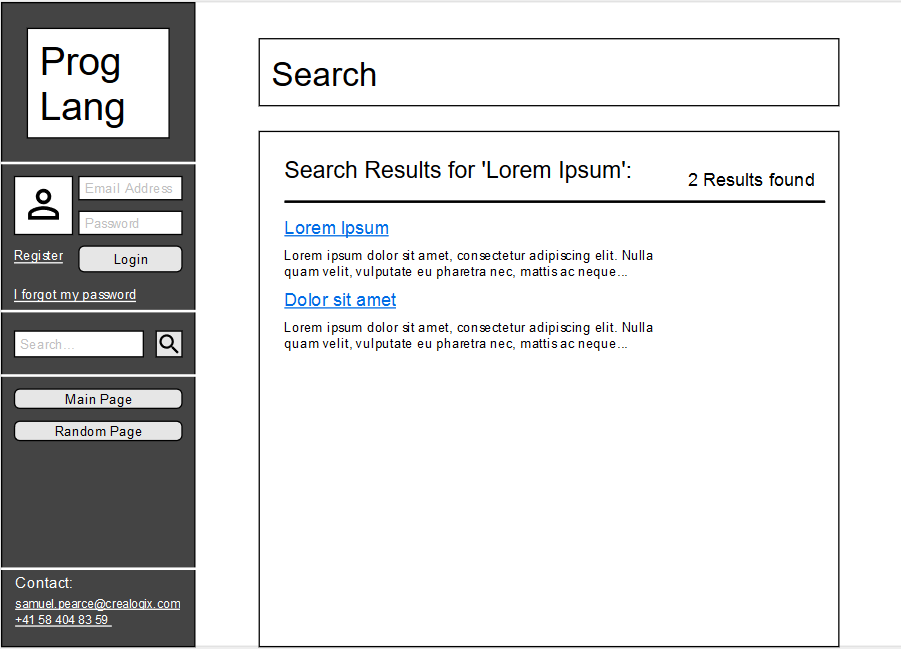 Prog
Lang
Email Address
Password
Register
Login
I forgot my password
Search...
Main Page
Random Page
Contact:
samuel.pearce@crealogix.com
+41 58 404 83 59
Search
Search Results for 'Lorem Ipsum':
2 Results found
Lorem Ipsum
Lorem ipsum dolor sit amet, consectetur adipiscing elit. Nulla
quam velit, vulputate eu pharetra nec, mattis ac neque...
Dolor sit amet
Lorem ipsum dolor sit amet, consectetur adipiscing elit. Nulla
quam velit, vulputate eu pharetra nec, mattis ac neque...